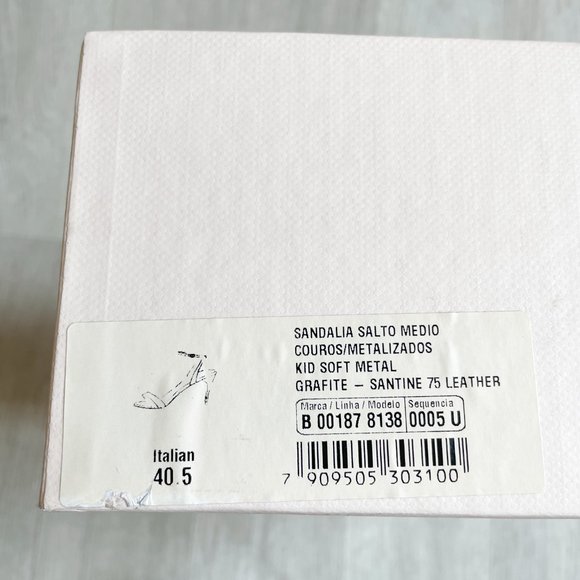 SANDALIA SALTO MEDIO
COUROS/METALIZADOS
KID SOFT METAL
GRAFITE – SANTINE 75 LEATHER
Marca / Linha / Modelo Sequencia
B 00187 8138 0005 U
Italian
40.5
7 909505 303100